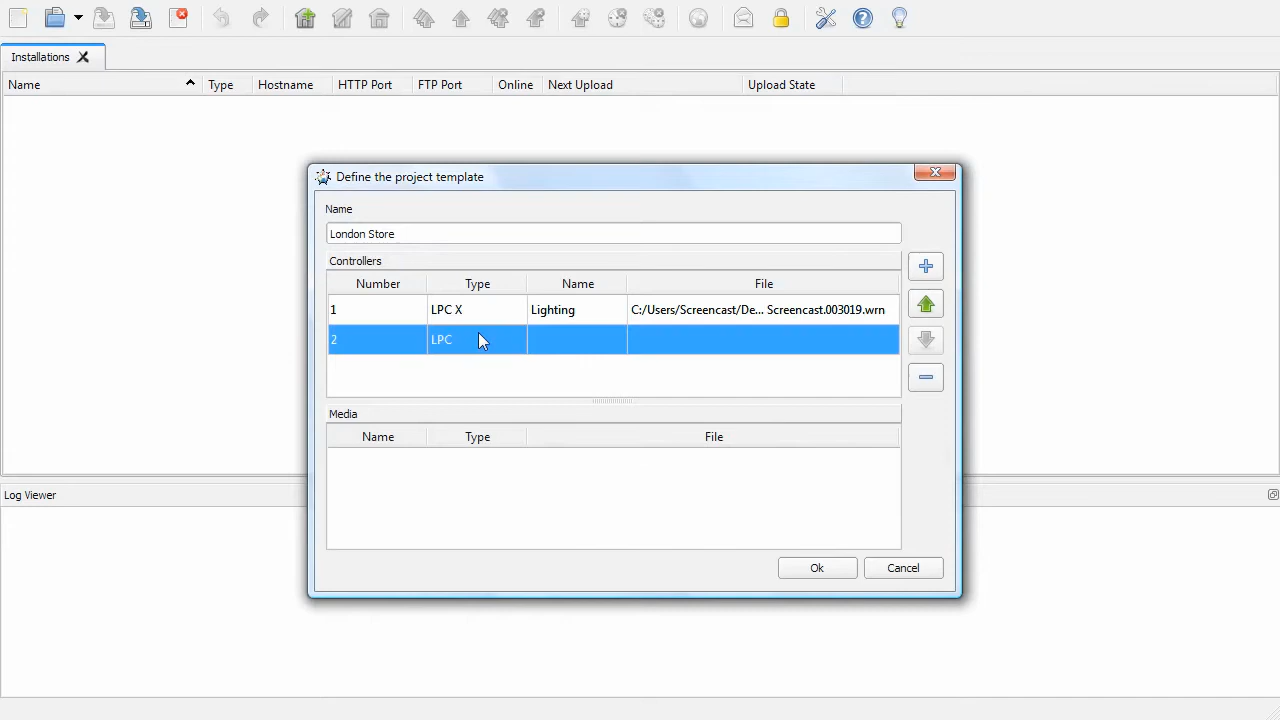 Installations
Name Type Hostname HTTP Port FTP Port Online Next Upload Upload State
Define the project template
Name
London Store
Controllers
Number Type Name File
1 LPC X Lighting C:/Users/Screencast/De... Screencast.003019.wrn
2 LPC
Media
Name Type File
Ok Cancel
Log Viewer